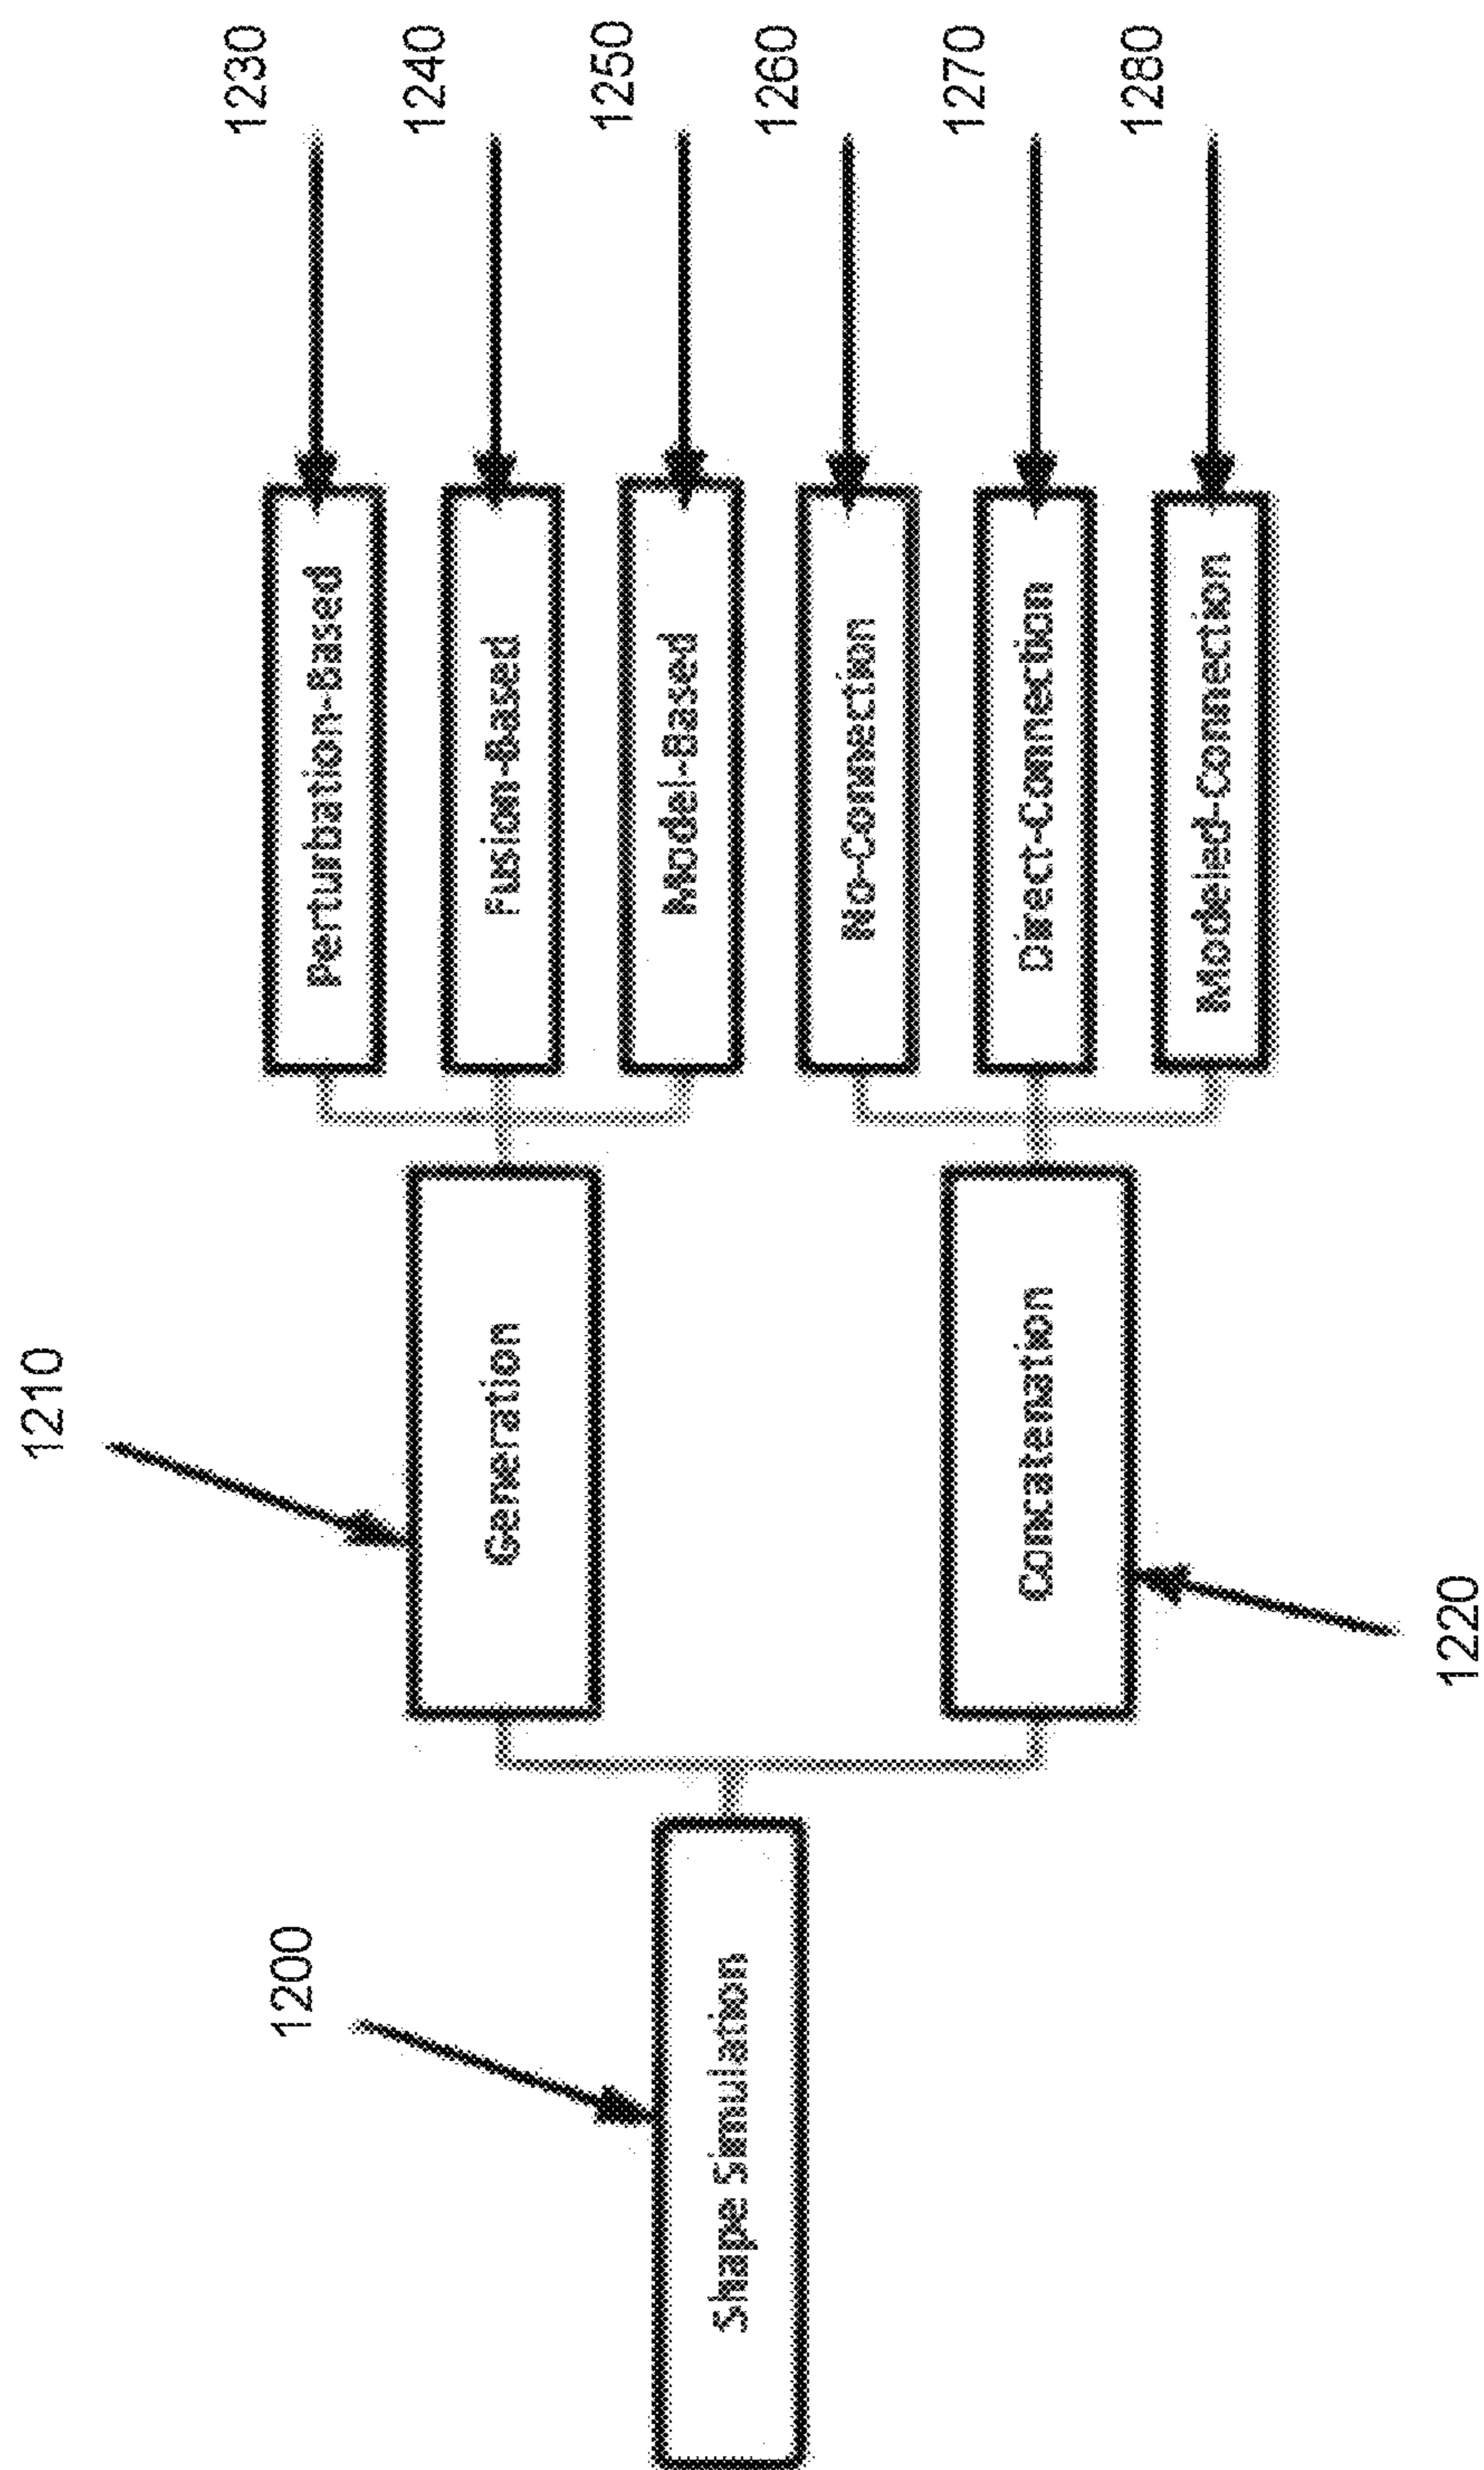 1200
Shape Simulation
1210
Generation
1220
Concatenation
1230
Perturbation-Based
1240
Fusion-Based
1250
Model-Based
1260
No-Connection
1270
Direct-Connection
1280
Modeled-Connection